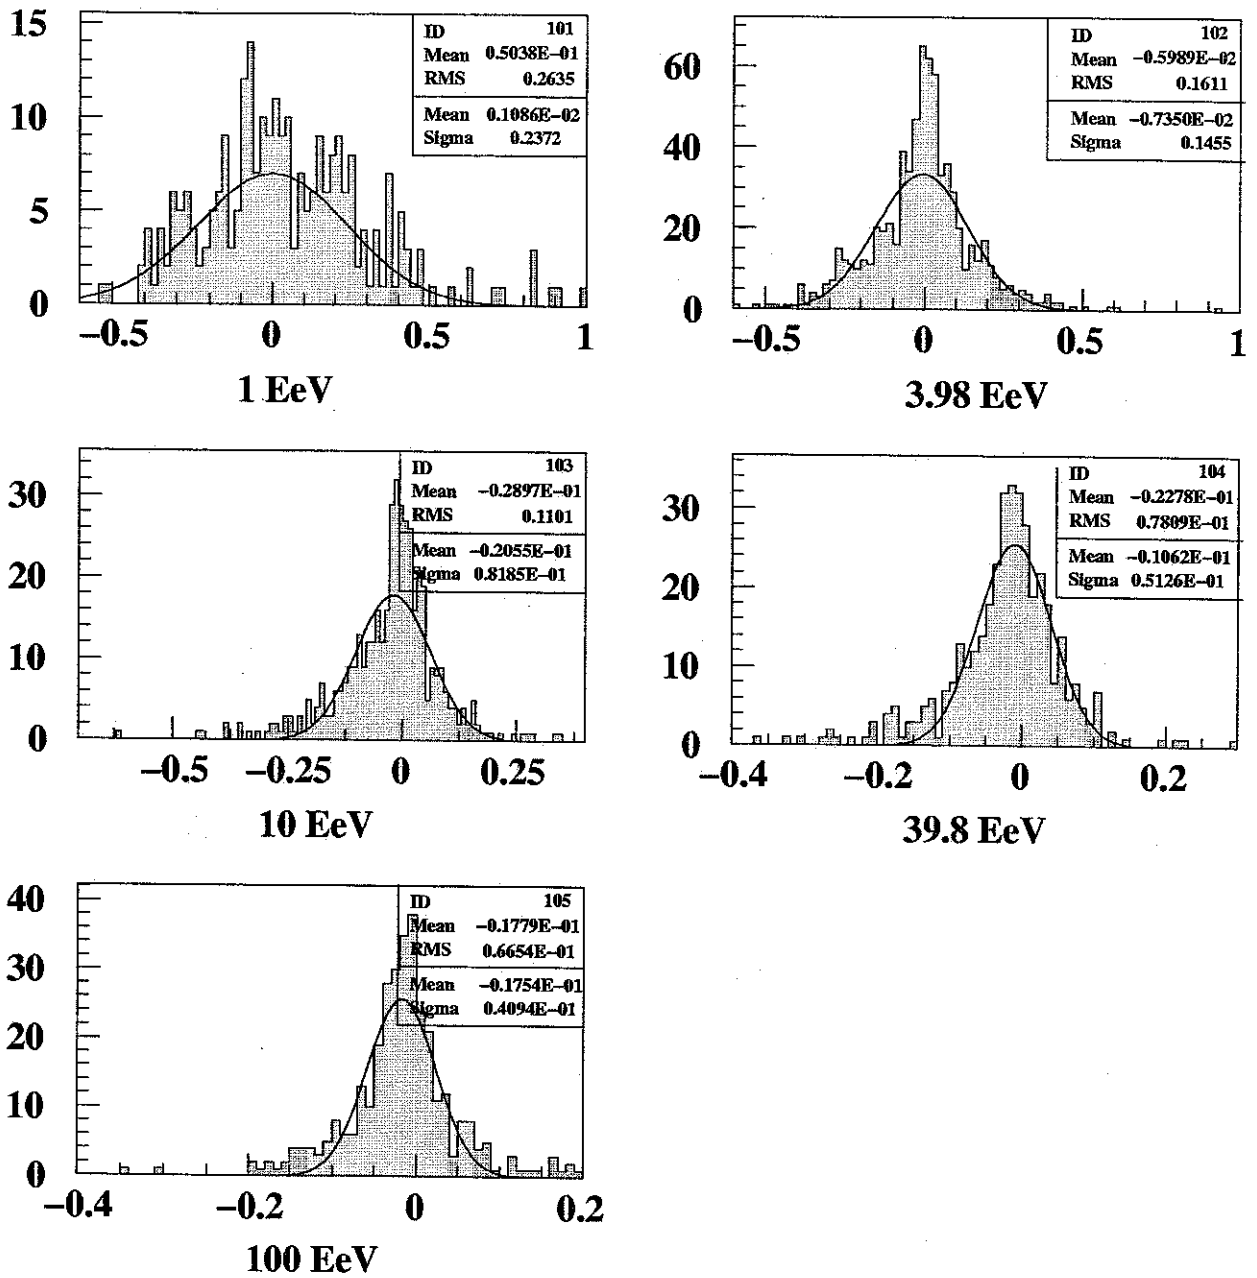 15
10
5
0
ID 101
Mean 0.5038E−01
RMS 0.2635
Mean 0.1086E−02
Sigma 0.2372
−0.5 0 0.5 1
1 EeV
60
40
20
0
ID 102
Mean −0.5989E−02
RMS 0.1611
Mean −0.7350E−02
Sigma 0.1455
−0.5 0 0.5 1
3.98 EeV
30
20
10
0
ID 103
Mean −0.2897E−01
RMS 0.1101
Mean −0.2055E−01
Sigma 0.8185E−01
−0.5 −0.25 0 0.25
10 EeV
30
20
10
0
ID 104
Mean −0.2278E−01
RMS 0.7809E−01
Mean −0.1062E−01
Sigma 0.5126E−01
−0.4 −0.2 0 0.2
39.8 EeV
40
30
20
10
0
ID 105
Mean −0.1779E−01
RMS 0.6654E−01
Mean −0.1754E−01
Sigma 0.4094E−01
−0.4 −0.2 0 0.2
100 EeV